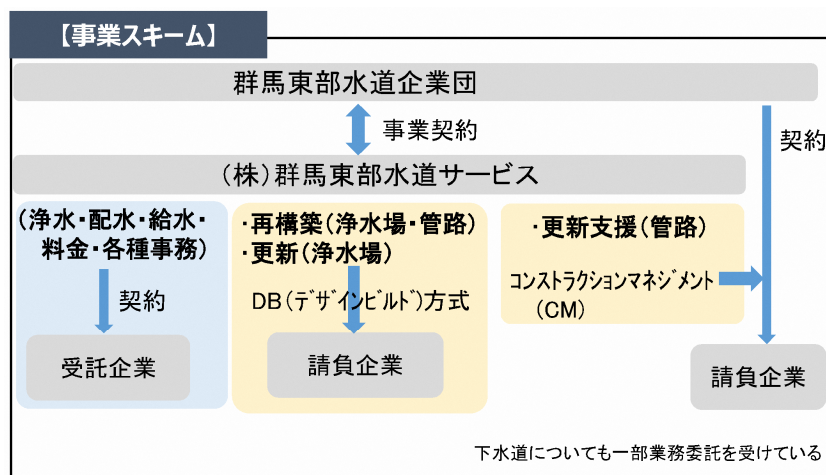 【事業スキーム】
群馬東部水道企業団
事業契約
契約
(株)群馬東部水道サービス
(浄水・配水・給水・
料金・各種事務)
契約
受託企業
・再構築(浄水場・管路)
・更新(浄水場)
DB(ﾃﾞｻﾞｲﾝﾋﾞﾙﾄﾞ)方式
請負企業
・更新支援(管路)
ｺﾝｽﾄﾗｸｼｮﾝﾏﾈｼﾞﾒﾝﾄ
(CM)
請負企業
下水道についても一部業務委託を受けている